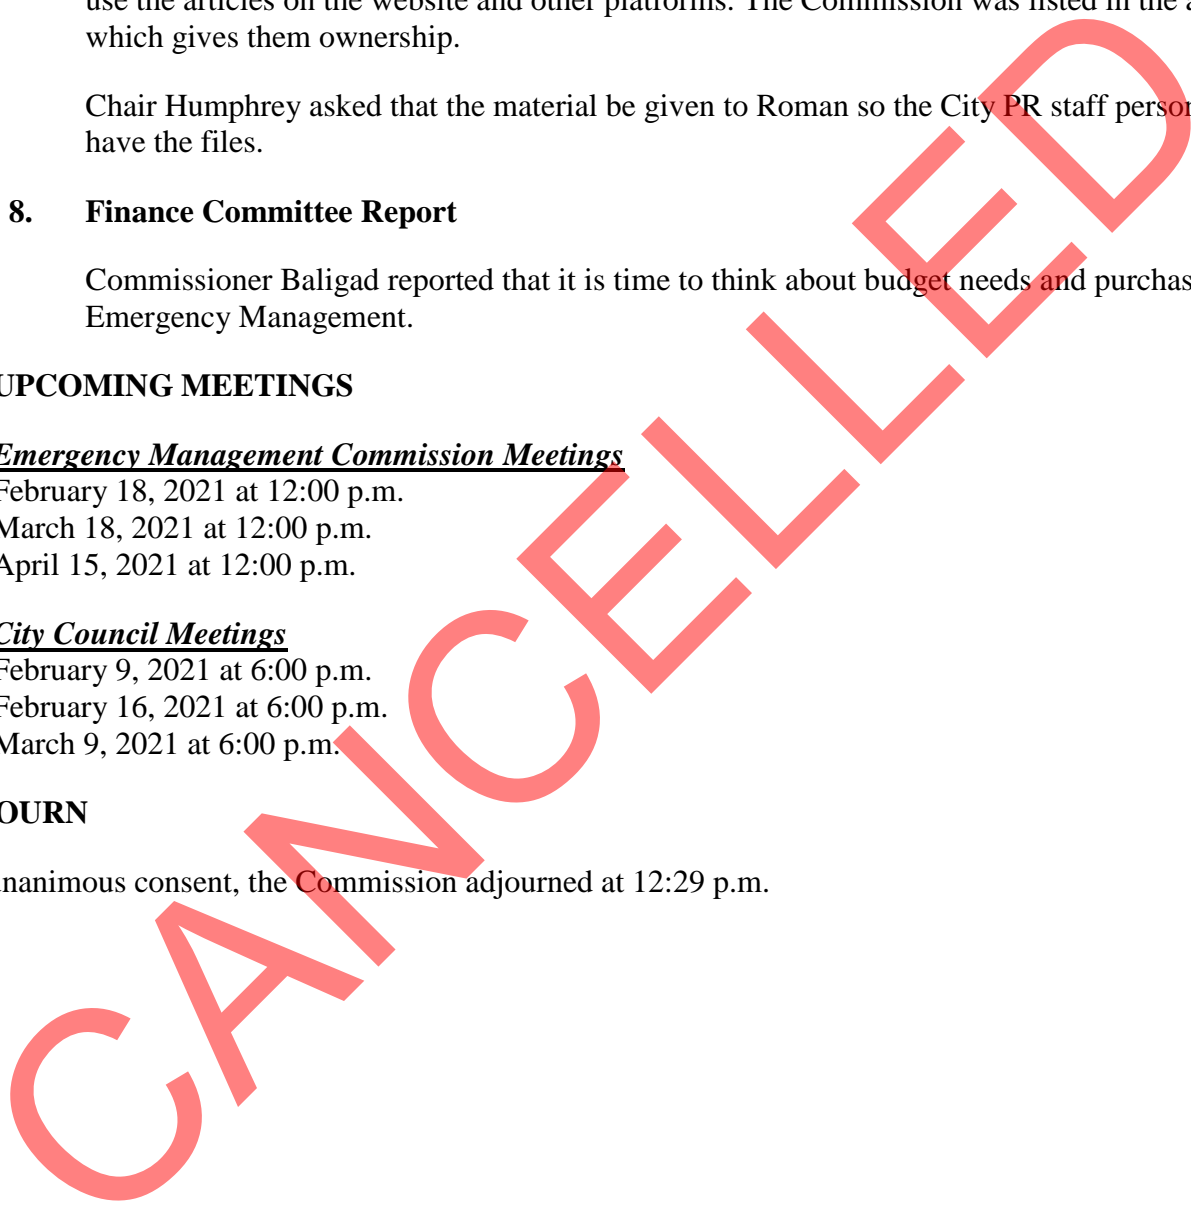 use the articles on the website and other platforms. The Commission was listed in the
which gives them ownership.
Chair Humphrey asked that the material be given to Roman so the City PR staff person
have the files.
8. Finance Committee Report
Commissioner Baligad reported that it is time to think about budget needs and purchas
Emergency Management.
UPCOMING MEETINGS
Emergency Management Commission Meetings
February 18, 2021 at 12:00 p.m.
March 18, 2021 at 12:00 p.m.
April 15, 2021 at 12:00 p.m.
City Council Meetings
February 9, 2021 at 6:00 p.m.
February 16, 2021 at 6:00 p.m.
March 9, 2021 at 6:00 p.m.
OURN
nanimous consent, the Commission adjourned at 12:29 p.m.
CANCELLED